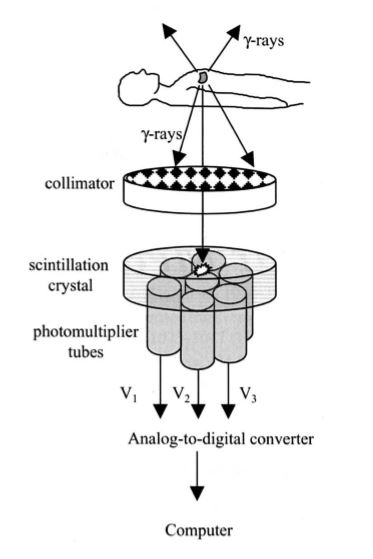 γ-rays
γ-rays
collimator
scintillation
crystal
photomultiplier
tubes
V1 V2 V3
Analog-to-digital converter
Computer